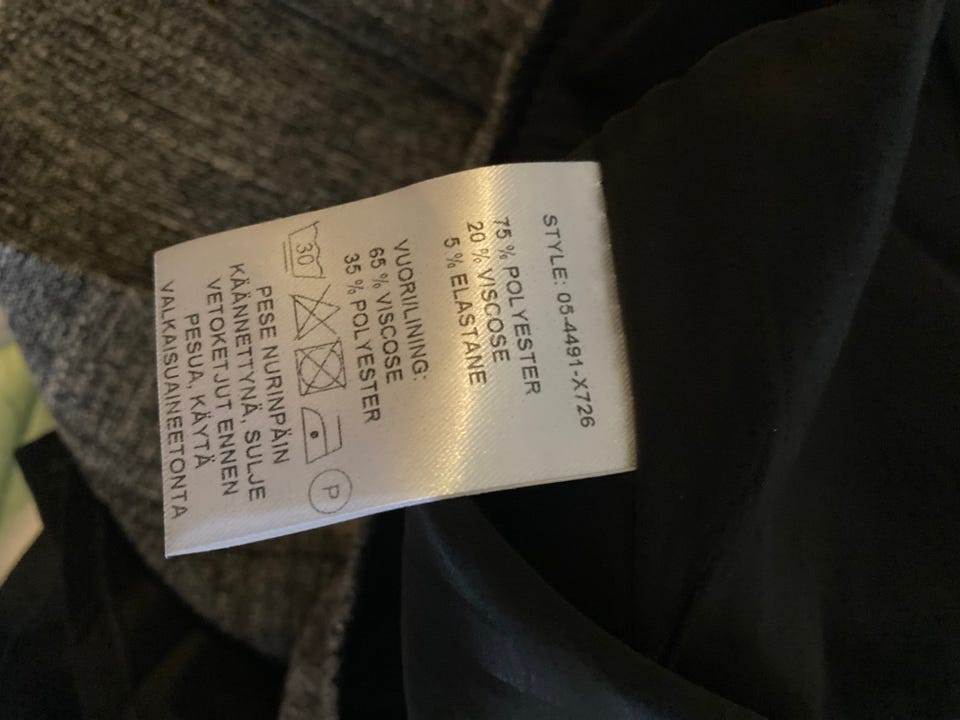 STYLE: 05-4491-X726
75 % POLYESTER
20 % VISCOSE
5 % ELASTANE
VUORI/LINING:
65 % VISCOSE
35 % POLYESTER
30
P
PESE NURINPÄIN
KÄÄNNETTYNÄ, SULJE
VETOKETJUT ENNEN
PESUA, KÄYTÄ
VALKAISUAINEETONTA